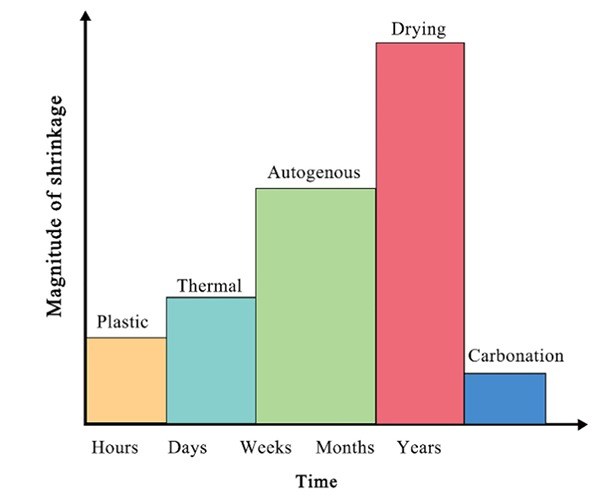 Drying
Autogenous
Thermal
Plastic
Carbonation
Magnitude of shrinkage
Hours Days Weeks Months Years
Time